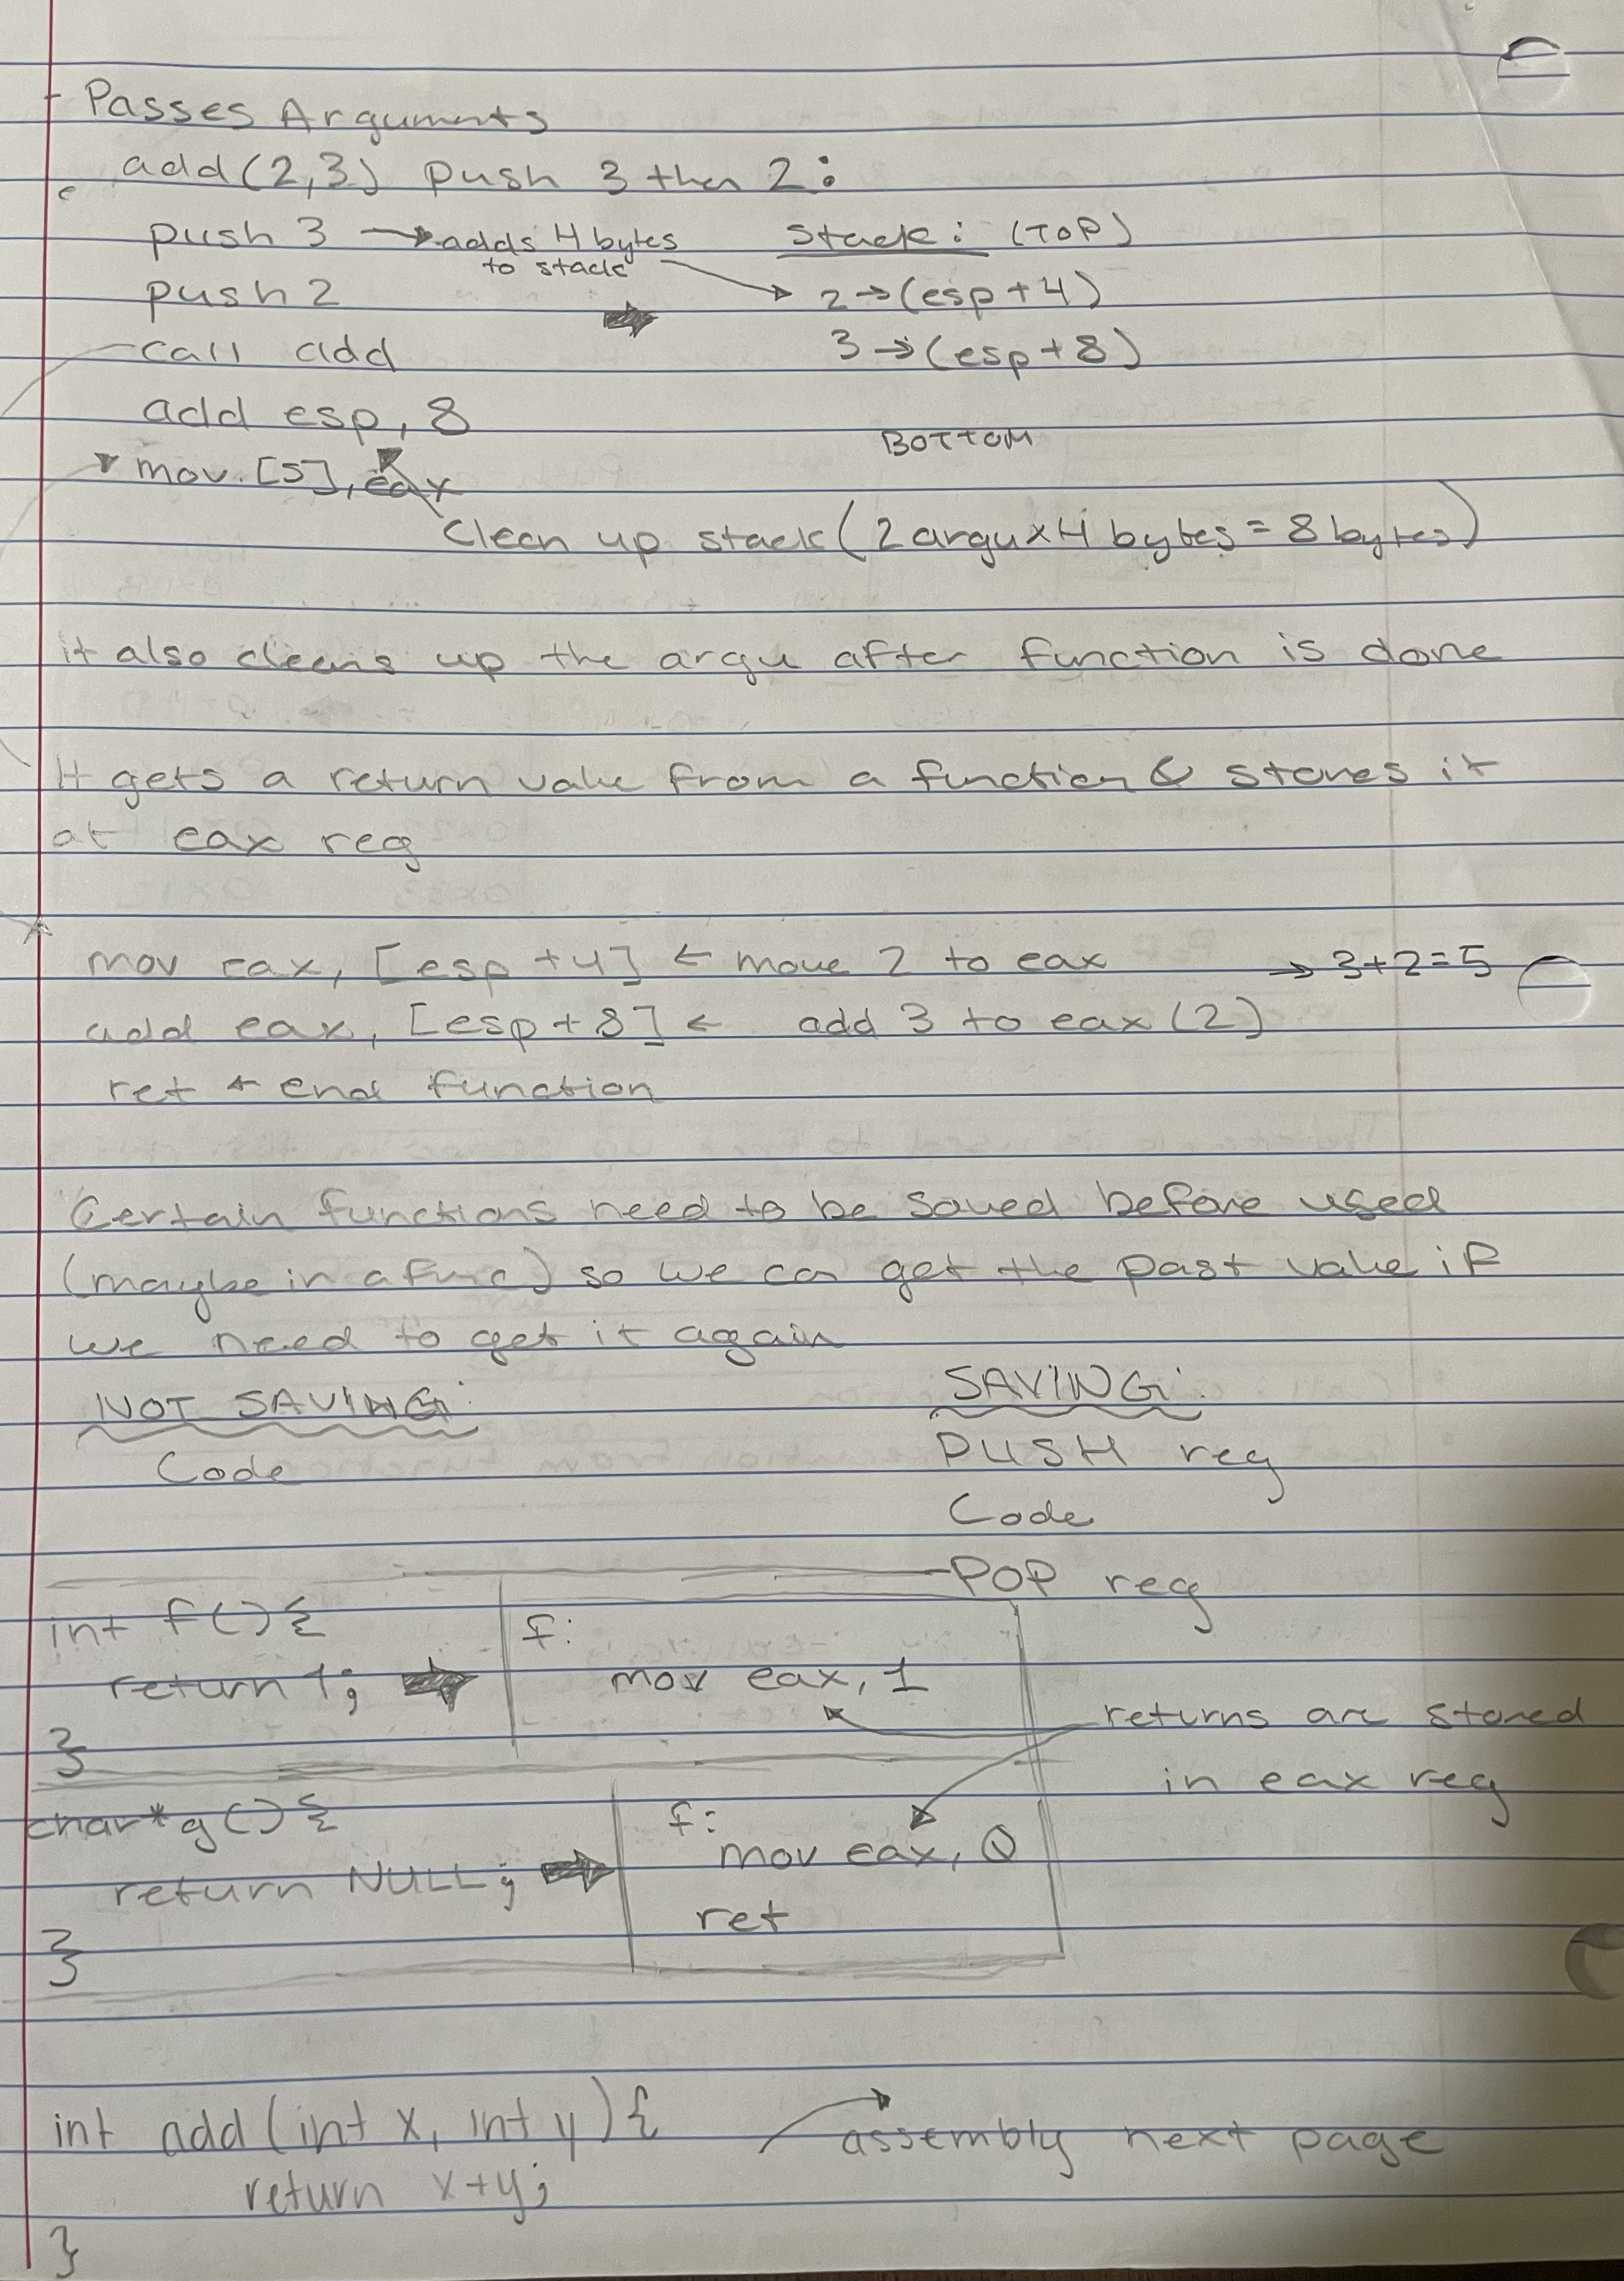 - Passes Arguments
add(2,3) push 3 then 2:
push 3 → adds 4 bytes to stack
Stack: (TOP)
push 2
2 → (esp+4)
call add
3 → (esp+8)
add esp, 8
BOTTOM
mov [5], eax
Clean up stack (2 argu x 4 bytes = 8 bytes)
it also cleans up the argu after function is done
It gets a return value from a function & stores it
at eax reg
mov eax, [esp+4] ← move 2 to eax → 3+2=5
add eax, [esp+8] ← add 3 to eax (2)
ret ← end function
Certain functions need to be saved before used
(maybe in a func) so we can get the past value if
we need to get it again
NOT SAVING:
Code
SAVING:
PUSH reg
Code
POP reg
int f() {
return 1;
}
f:
mov eax, 1
returns are stored
in eax reg
char* g() {
return NULL;
}
f:
mov eax, 0
ret
int add (int x, int y) {
return x+y;
}
assembly next page